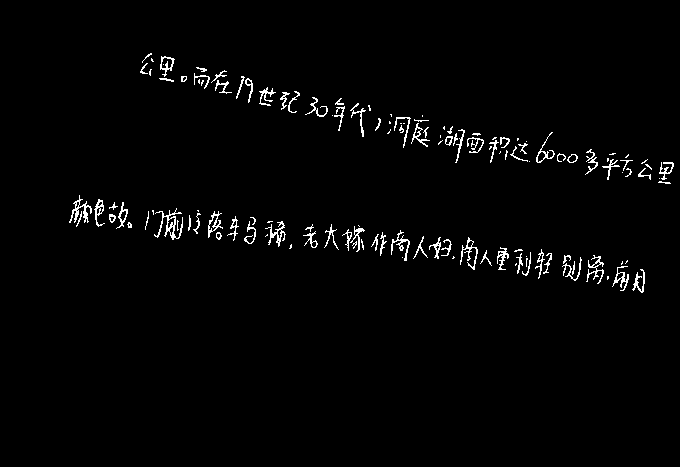 公里。而在19世纪30年代，洞庭湖面积达6000多平方公里
颜色故。门前冷落车马稀，老大嫁作商人妇.商人重利轻别离.前月